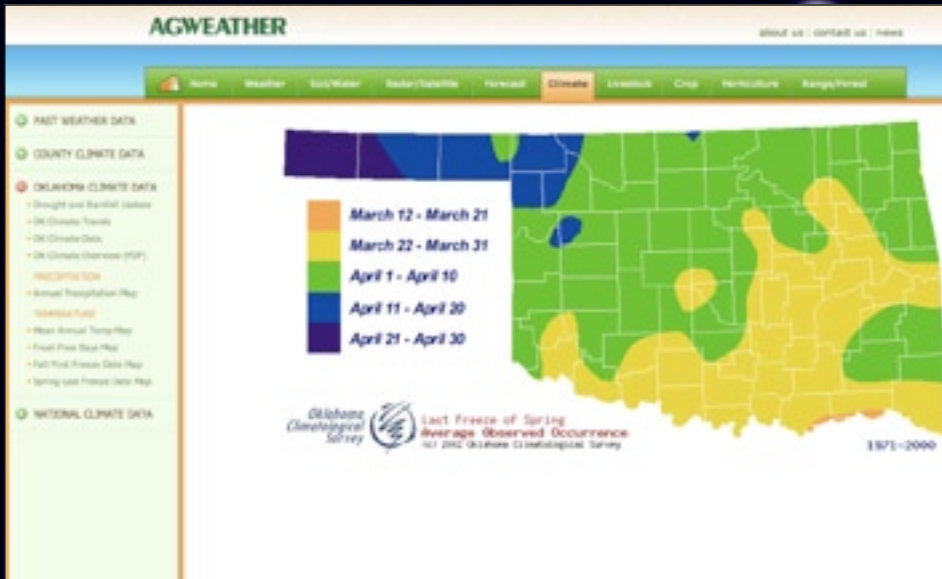 AGWEATHER
about us | contact us | news
Home Weather Soil/Water Radar/Satellite Forecast Climate Livestock Crop Horticulture Range/Forest
PAST WEATHER DATA
COUNTY CLIMATE DATA
OKLAHOMA CLIMATE DATA
Drought and Rainfall Update
OK Climate Trends
OK Climate Data
OK Climate Overview (PDF)
PRECIPITATION
Annual Precipitation Map
TEMPERATURE
Mean Annual Temp Map
Frost Free Days Map
Fall First Freeze Date Map
Spring Last Freeze Date Map
NATIONAL CLIMATE DATA
March 12 - March 21
March 22 - March 31
April 1 - April 10
April 11 - April 20
April 21 - April 30
Oklahoma
Climatological
Survey
Last Freeze of Spring
Average Observed Occurrence
(c) 2002 Oklahoma Climatological Survey
1971-2000